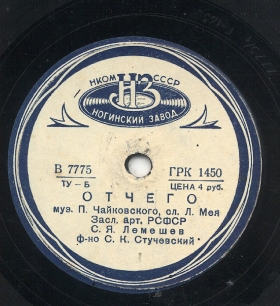 НКОМ СССР
НЗ
НОГИНСКИЙ ЗАВОД
В 7775 ГРК 1450
ТУ — Б ЦЕНА 4 руб.
ОТЧЕГО
муз. П. Чайковского, сл. Л. Мея
Засл. арт. РСФСР
С. Я. Лемешев
ф-но С. К. Стучевский